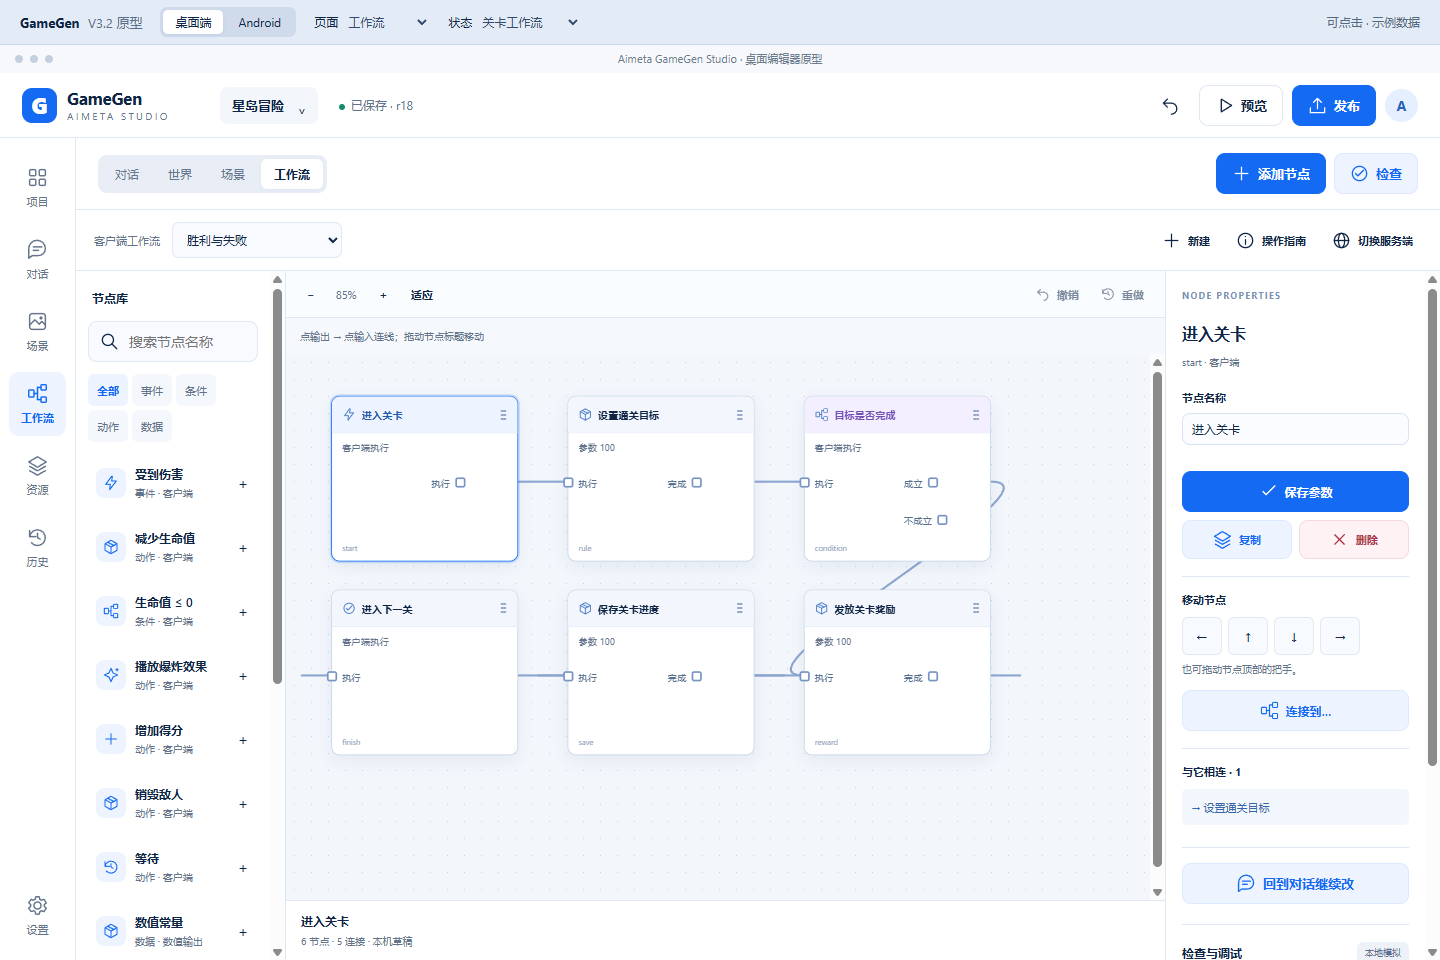 GameGen V3.2 原型 桌面端 Android 页面 工作流 状态 关卡工作流 可点击 · 示例数据
Aimeta GameGen Studio · 桌面编辑器原型
G GameGen
AIMETA STUDIO
星岛冒险
已保存 · r18
预览
发布
A
项目
对话
场景
工作流
资源
历史
设置
对话 世界 场景 工作流
添加节点
检查
客户端工作流 胜利与失败
新建
操作指南
切换服务端
节点库
搜索节点名称
全部 事件 条件
动作 数据
受到伤害
事件 · 客户端
+
减少生命值
动作 · 客户端
+
生命值 ≤ 0
条件 · 客户端
+
播放爆炸效果
动作 · 客户端
+
增加得分
动作 · 客户端
+
销毁敌人
动作 · 客户端
+
等待
动作 · 客户端
+
数值常量
数据 · 数值输出
+
− 85% + 适应
撤销 重做
点输出 → 点输入连线；拖动节点标题移动
进入关卡
客户端执行
执行
start
设置通关目标
参数 100
执行 完成
rule
目标是否完成
客户端执行
执行 成立
不成立
condition
进入下一关
客户端执行
执行
finish
保存关卡进度
参数 100
执行 完成
save
发放关卡奖励
参数 100
执行 完成
reward
进入关卡
6 节点 · 5 连接 · 本机草稿
NODE PROPERTIES
进入关卡
start · 客户端
节点名称
进入关卡
保存参数
复制 删除
移动节点
← ↑ ↓ →
也可拖动节点顶部的把手。
连接到...
与它相连 · 1
→ 设置通关目标
回到对话继续改
检查与调试 本地模拟